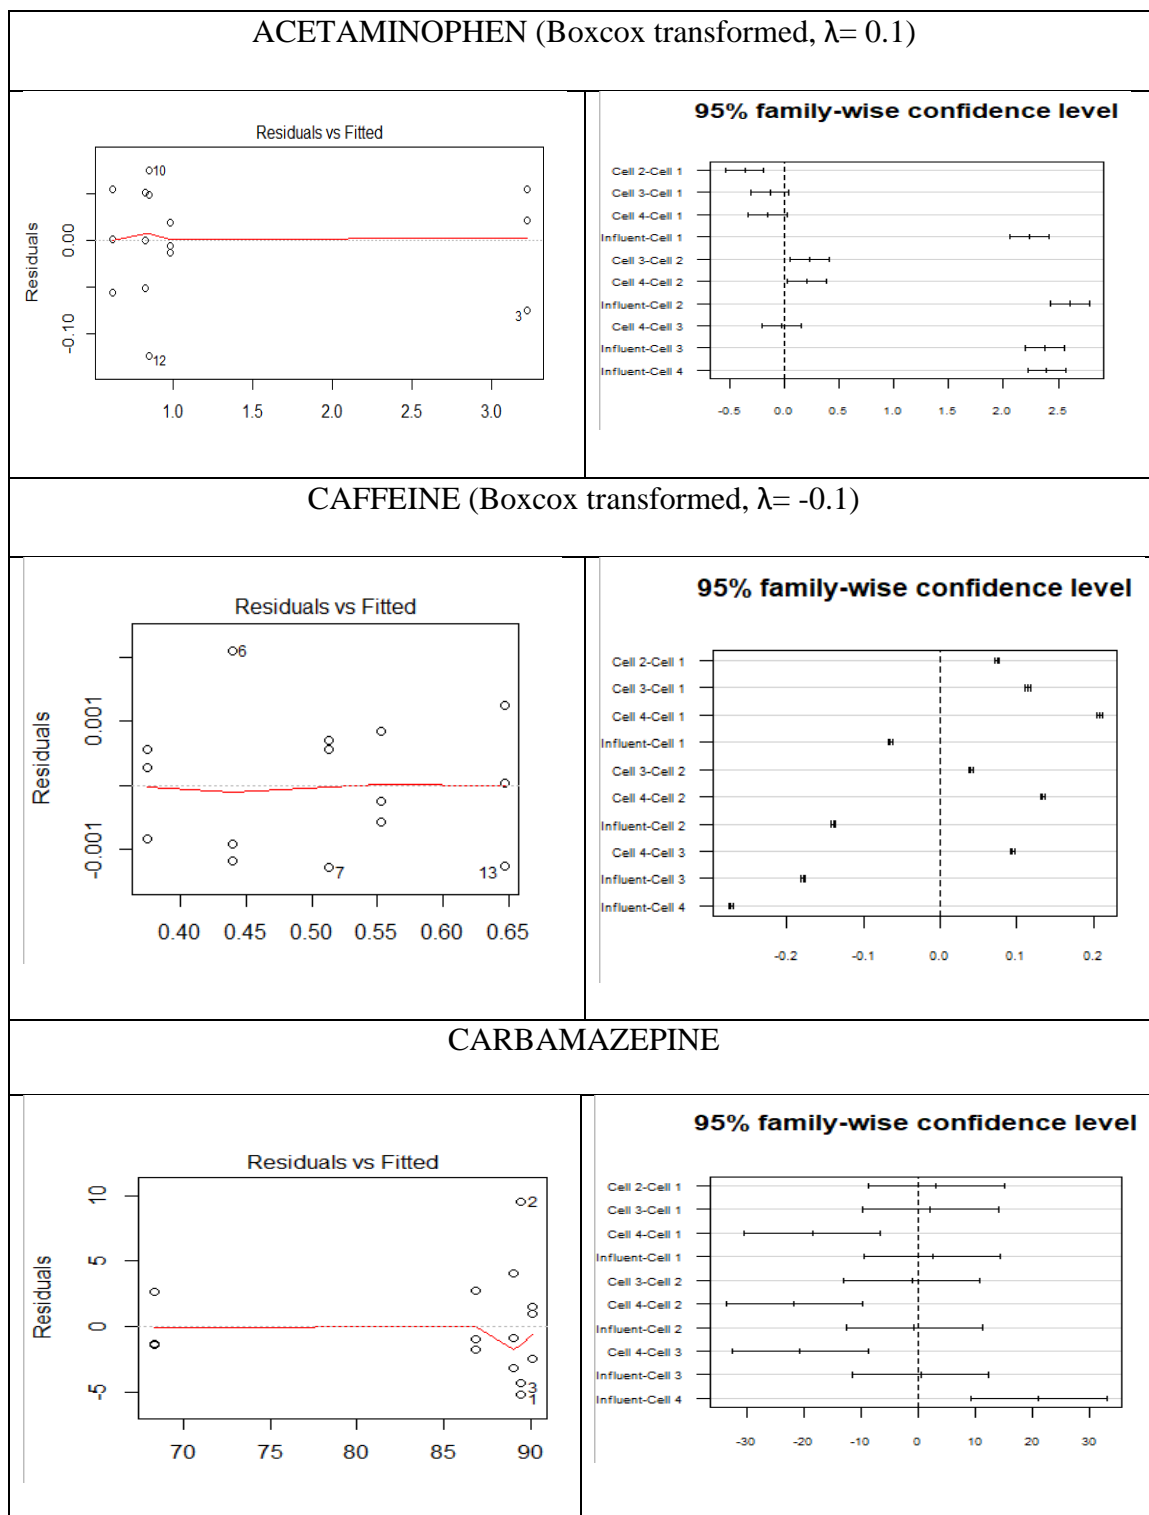 ACETAMINOPHEN (Boxcox transformed, λ= 0.1)
Residuals vs Fitted
Residuals
0.00
-0.10
10
12
3
1.0 1.5 2.0 2.5 3.0
95% family-wise confidence level
Cell 2-Cell 1
Cell 3-Cell 1
Cell 4-Cell 1
Influent-Cell 1
Cell 3-Cell 2
Cell 4-Cell 2
Influent-Cell 2
Cell 4-Cell 3
Influent-Cell 3
Influent-Cell 4
-0.5 0.0 0.5 1.0 1.5 2.0 2.5
CAFFEINE (Boxcox transformed, λ= -0.1)
Residuals vs Fitted
Residuals
0.001
-0.001
6
7
13
0.40 0.45 0.50 0.55 0.60 0.65
95% family-wise confidence level
Cell 2-Cell 1
Cell 3-Cell 1
Cell 4-Cell 1
Influent-Cell 1
Cell 3-Cell 2
Cell 4-Cell 2
Influent-Cell 2
Cell 4-Cell 3
Influent-Cell 3
Influent-Cell 4
-0.2 -0.1 0.0 0.1 0.2
CARBAMAZEPINE
Residuals vs Fitted
Residuals
10
5
0
-5
2
3
1
70 75 80 85 90
95% family-wise confidence level
Cell 2-Cell 1
Cell 3-Cell 1
Cell 4-Cell 1
Influent-Cell 1
Cell 3-Cell 2
Cell 4-Cell 2
Influent-Cell 2
Cell 4-Cell 3
Influent-Cell 3
Influent-Cell 4
-30 -20 -10 0 10 20 30